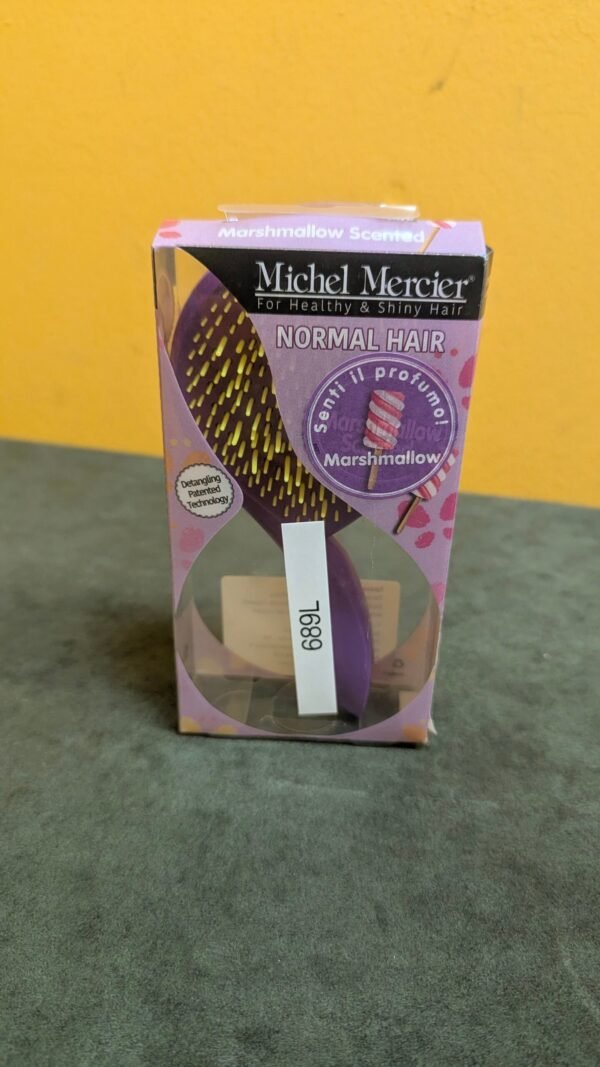 Marshmallow Scented
Michel Mercier®
For Healthy & Shiny Hair
NORMAL HAIR
Senti il profumo!
Marshmallow
Detangling
Patented
Technology
689L